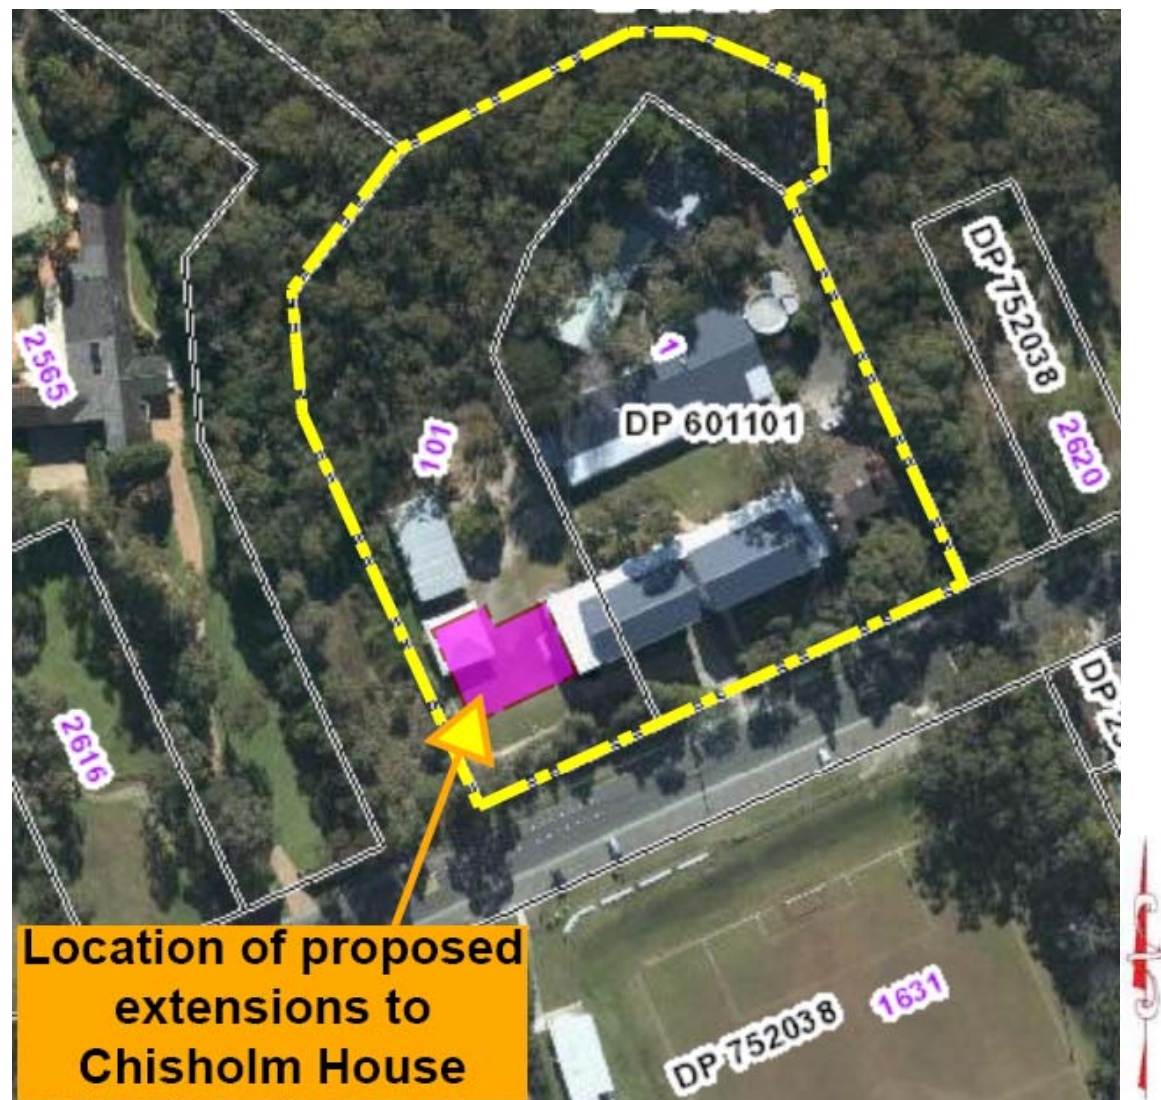 DP 752038
2565
1
DP 601101
101
2620
2616
Location of proposed
extensions to
Chisholm House
1631
DP 752038